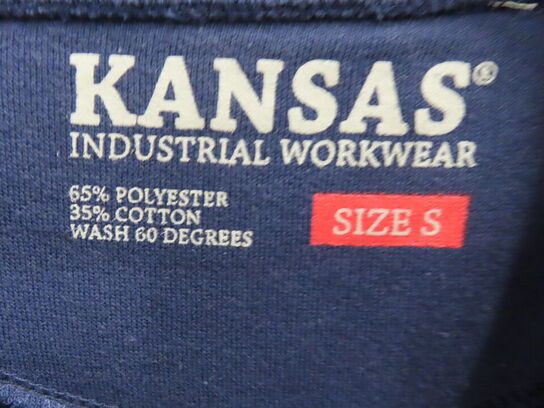 KANSAS®
INDUSTRIAL WORKWEAR
65% POLYESTER
35% COTTON
WASH 60 DEGREES
SIZE S